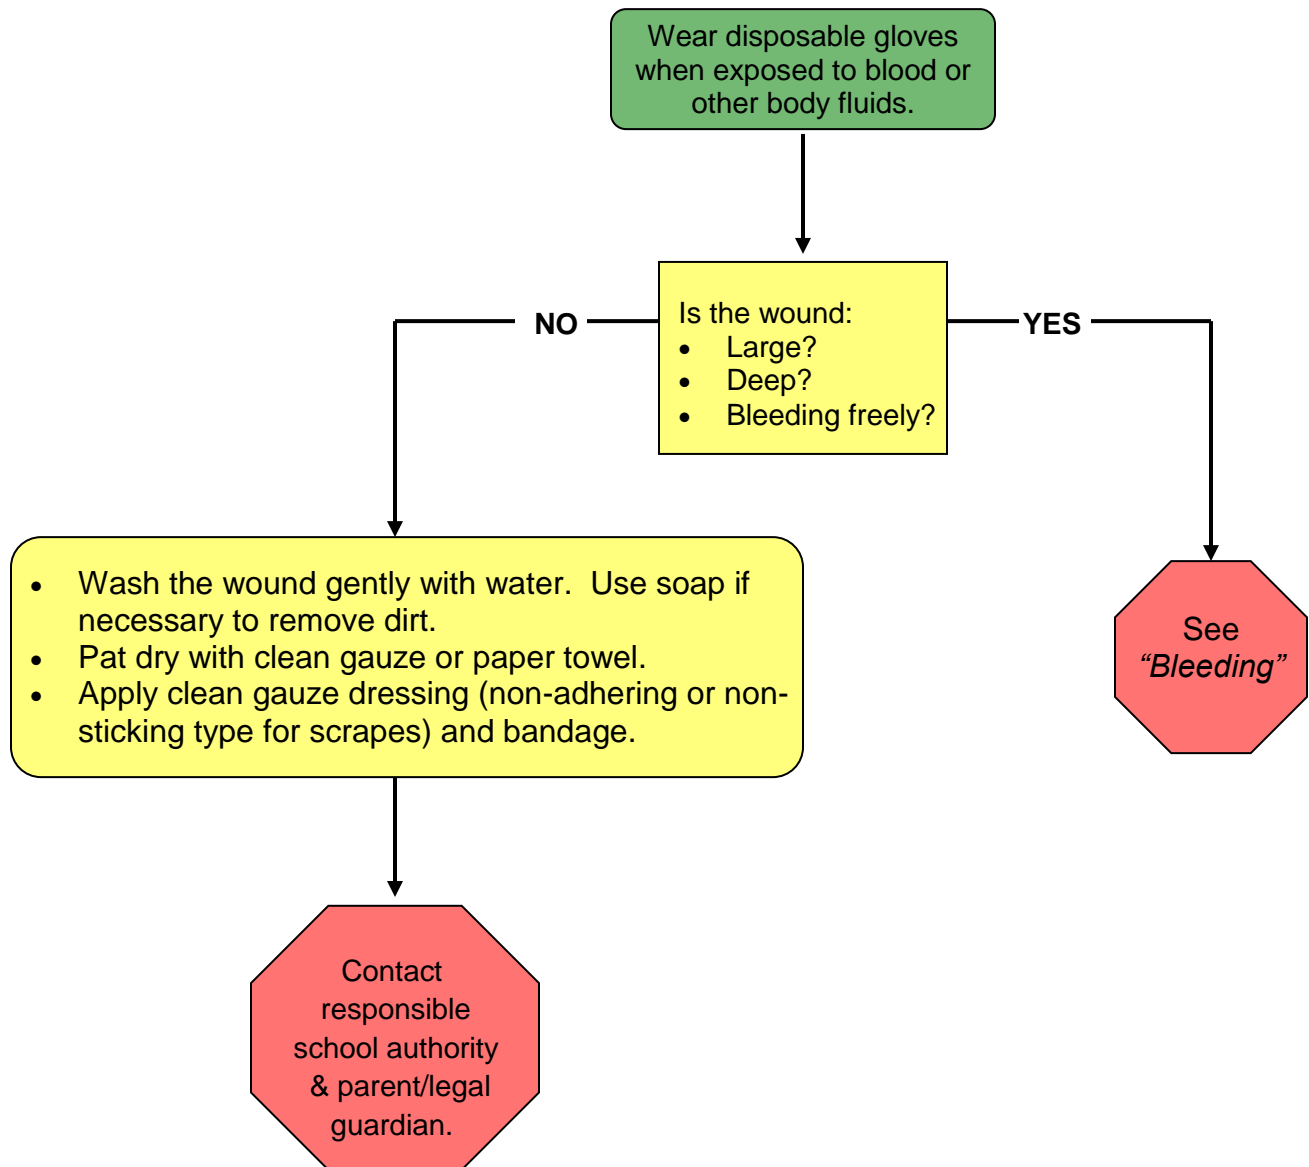 Wear disposable gloves
when exposed to blood or
other body fluids.
NO
Is the wound:
• Large?
• Deep?
• Bleeding freely?
YES
• Wash the wound gently with water.  Use soap if
necessary to remove dirt.
• Pat dry with clean gauze or paper towel.
• Apply clean gauze dressing (non-adhering or non-
sticking type for scrapes) and bandage.
See
“Bleeding”
Contact
responsible
school authority
& parent/legal
guardian.